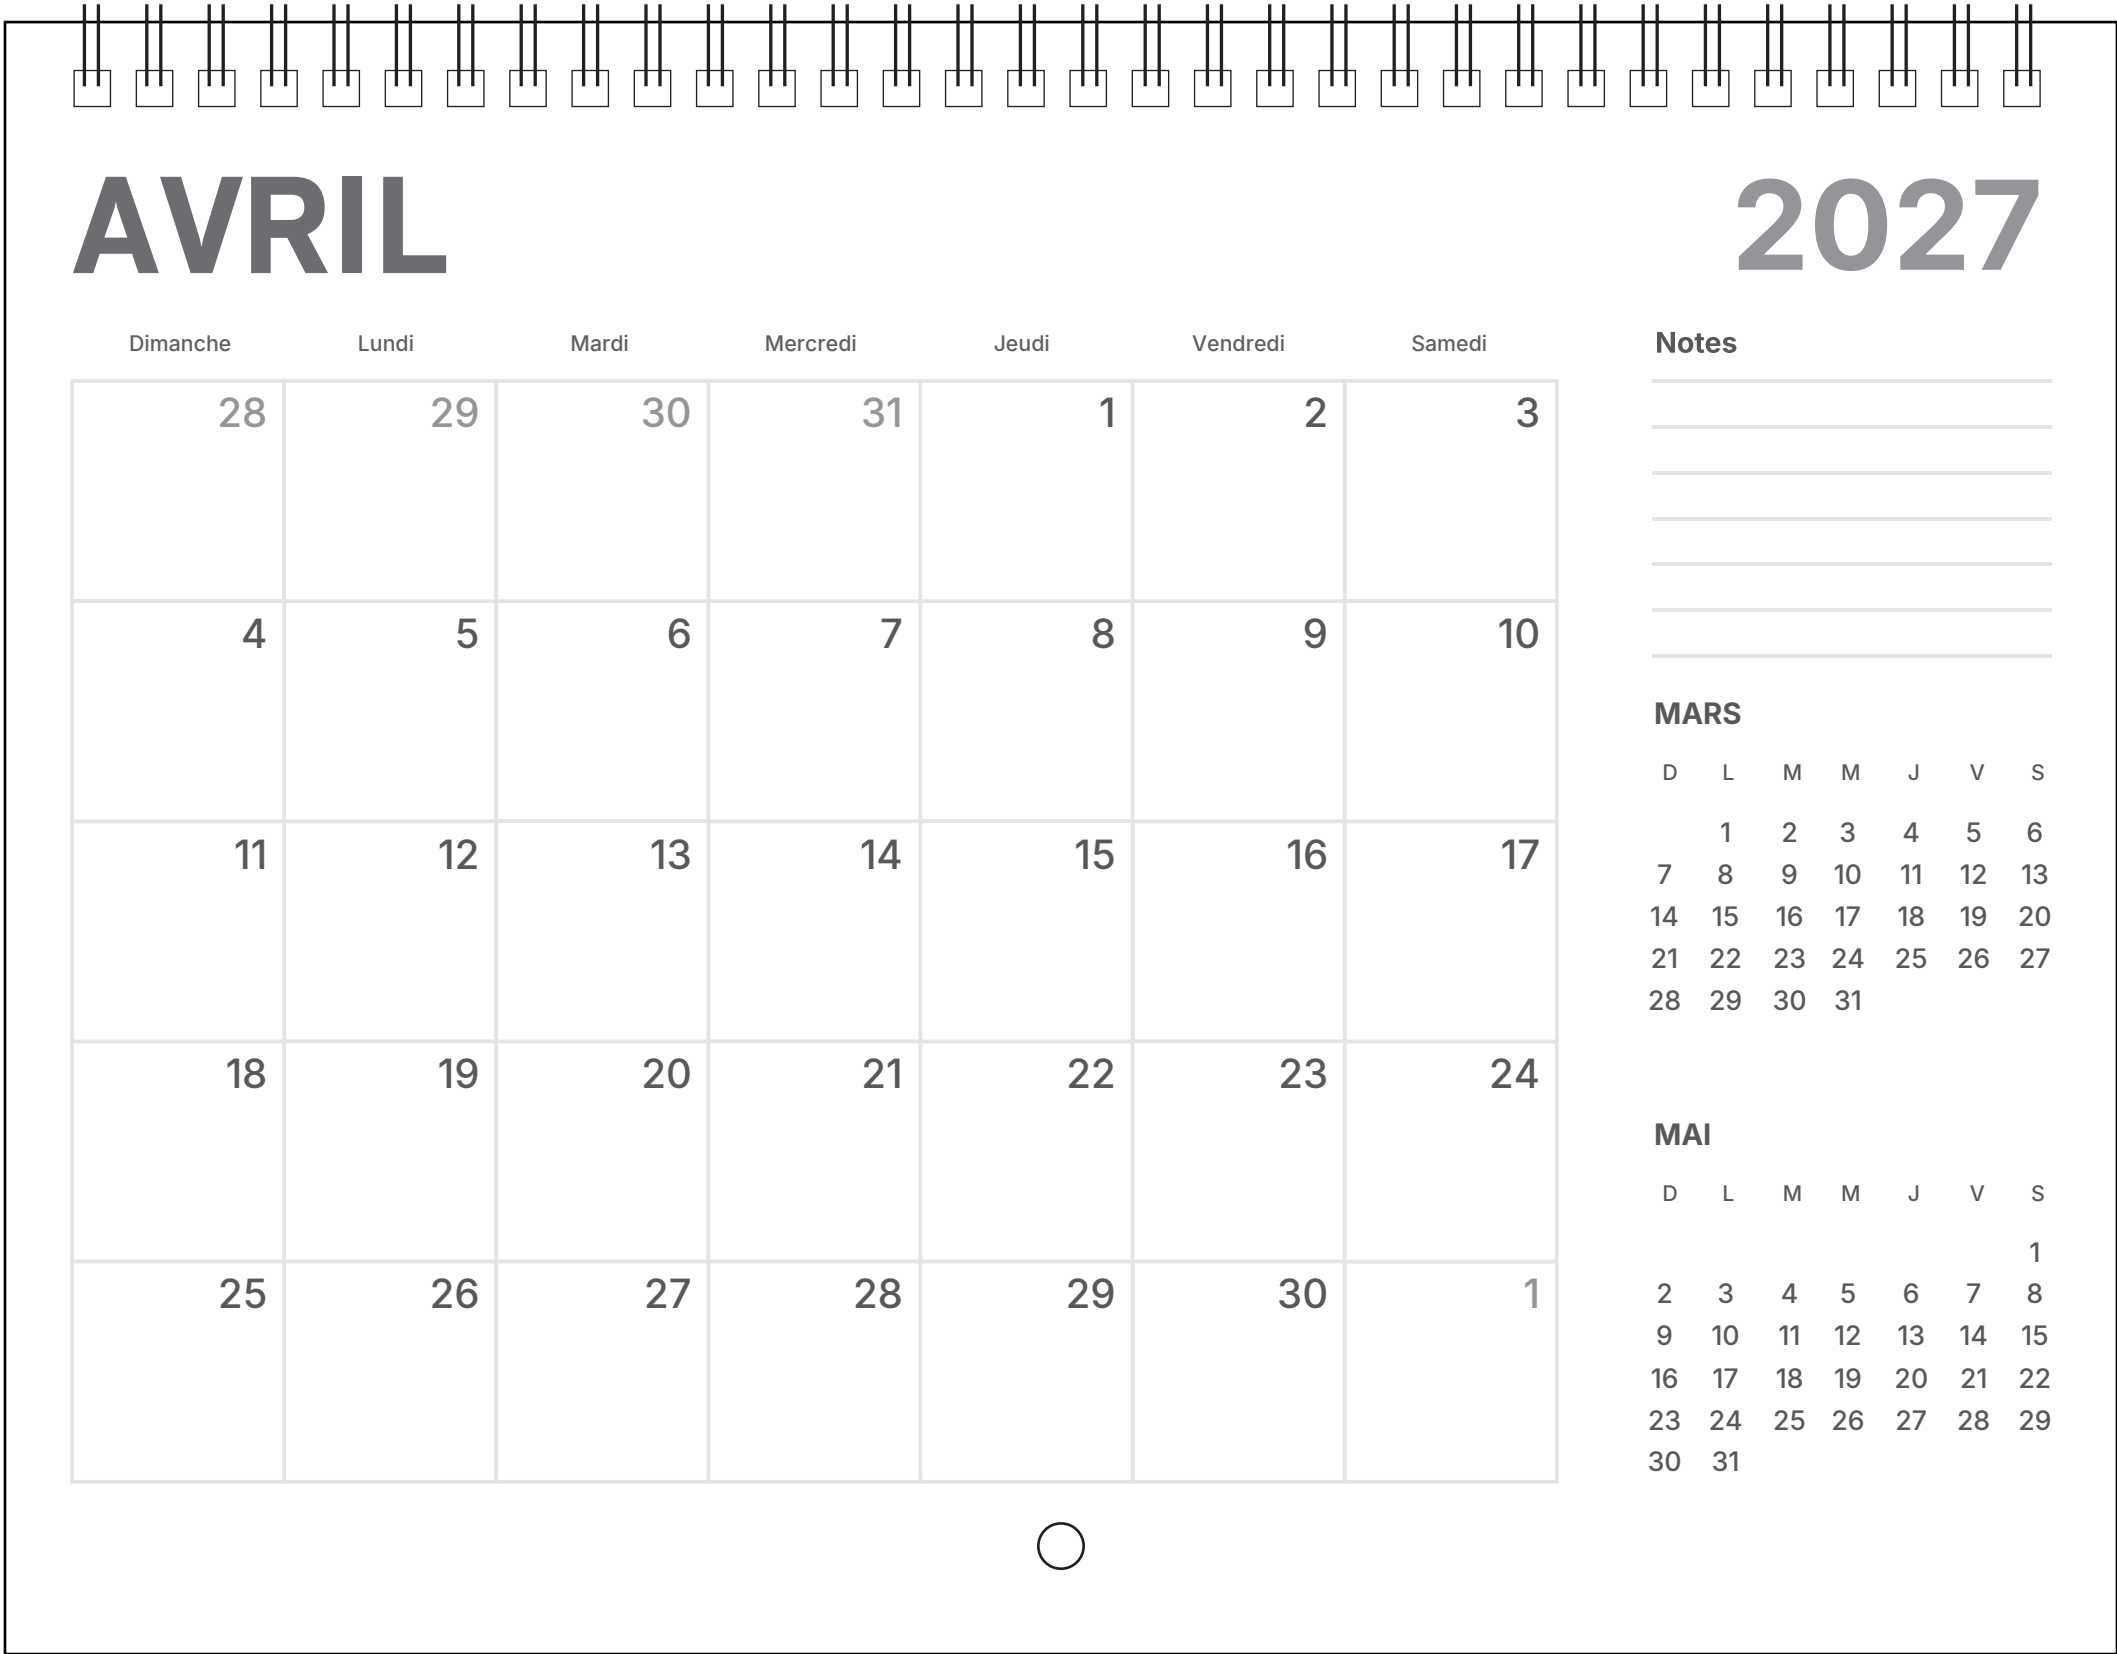 AVRIL 2027
Dimanche Lundi Mardi Mercredi Jeudi Vendredi Samedi
28 29 30 31 1 2 3
4 5 6 7 8 9 10
11 12 13 14 15 16 17
18 19 20 21 22 23 24
25 26 27 28 29 30 1
Notes
MARS
D L M M J V S
1 2 3 4 5 6
7 8 9 10 11 12 13
14 15 16 17 18 19 20
21 22 23 24 25 26 27
28 29 30 31
MAI
D L M M J V S
1
2 3 4 5 6 7 8
9 10 11 12 13 14 15
16 17 18 19 20 21 22
23 24 25 26 27 28 29
30 31